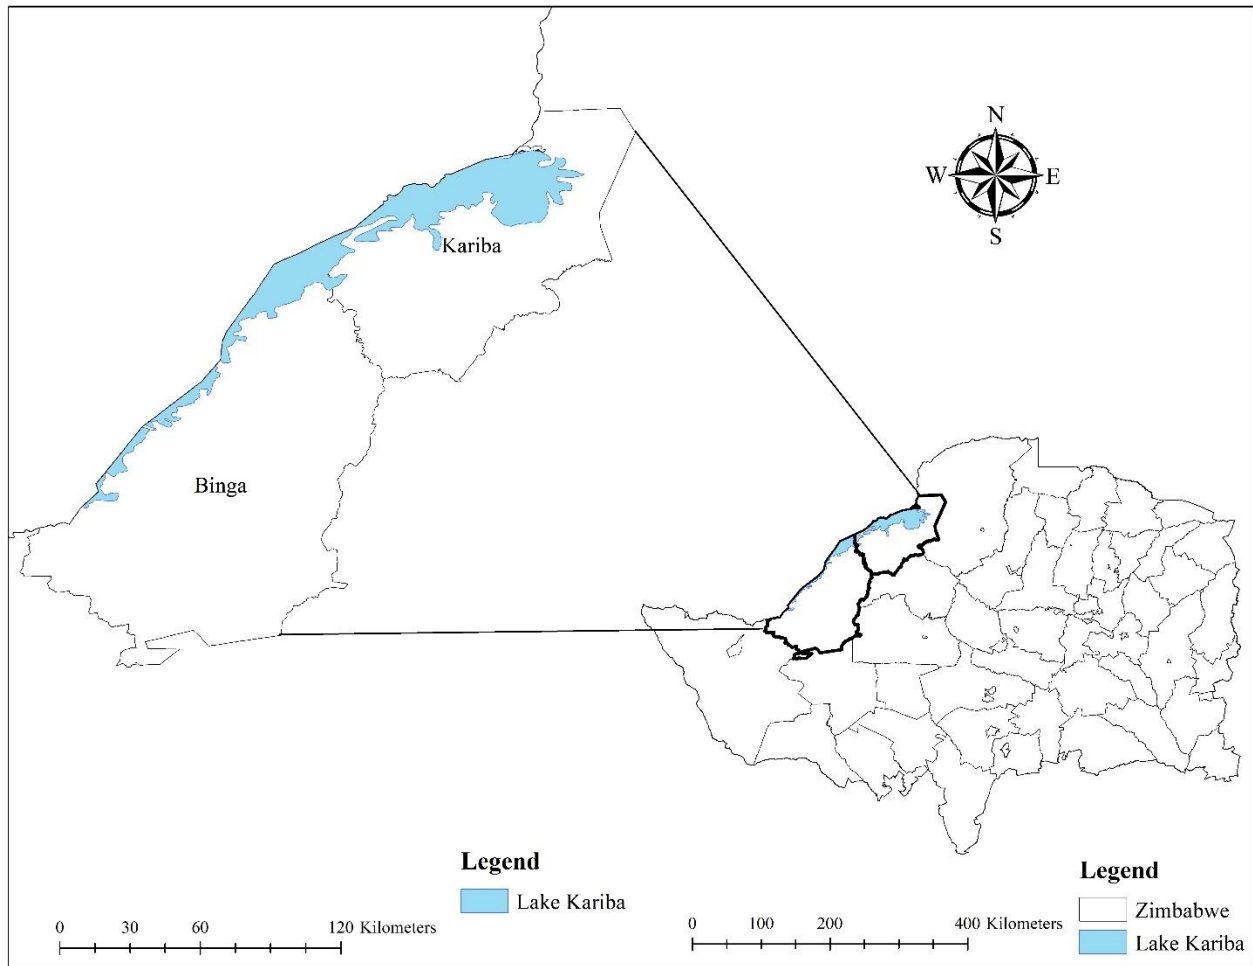 N
W E
S
Kariba
Binga
Legend
Lake Kariba
0 30 60 120 Kilometers
Legend
Zimbabwe
Lake Kariba
0 100 200 400 Kilometers